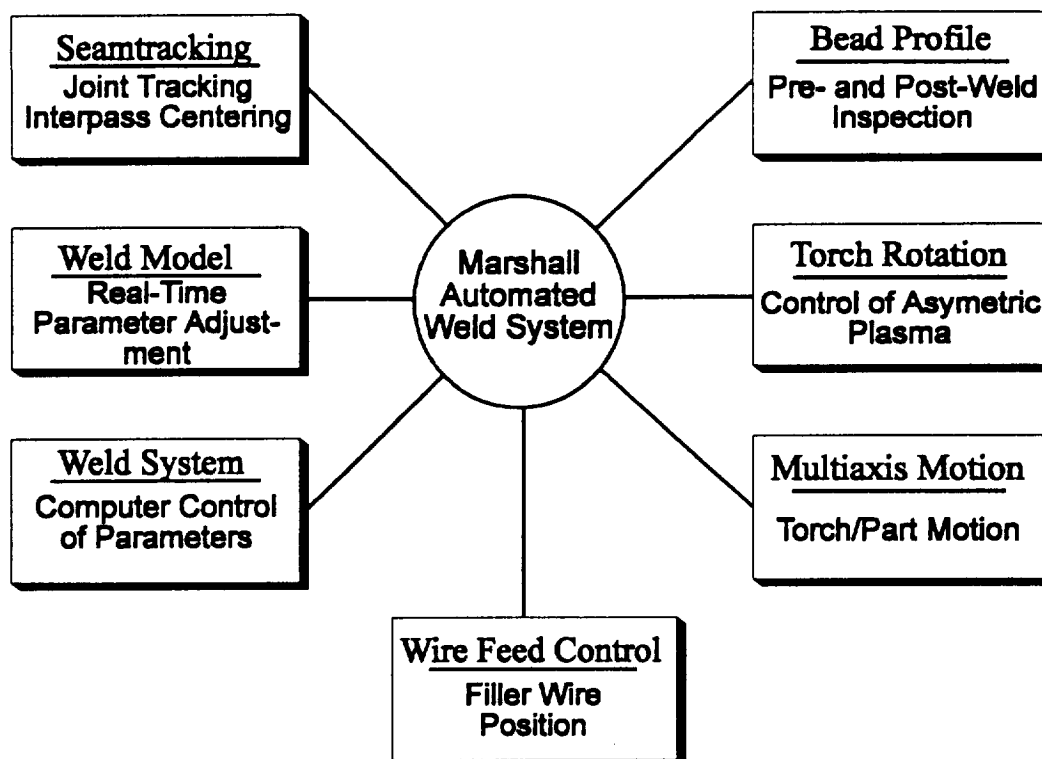 Seamtracking
Joint Tracking
Interpass Centering
Bead Profile
Pre- and Post-Weld
Inspection
Weld Model
Real-Time
Parameter Adjust-
ment
Marshall
Automated
Weld System
Torch Rotation
Control of Asymetric
Plasma
Weld System
Computer Control
of Parameters
Multiaxis Motion
Torch/Part Motion
Wire Feed Control
Filler Wire
Position